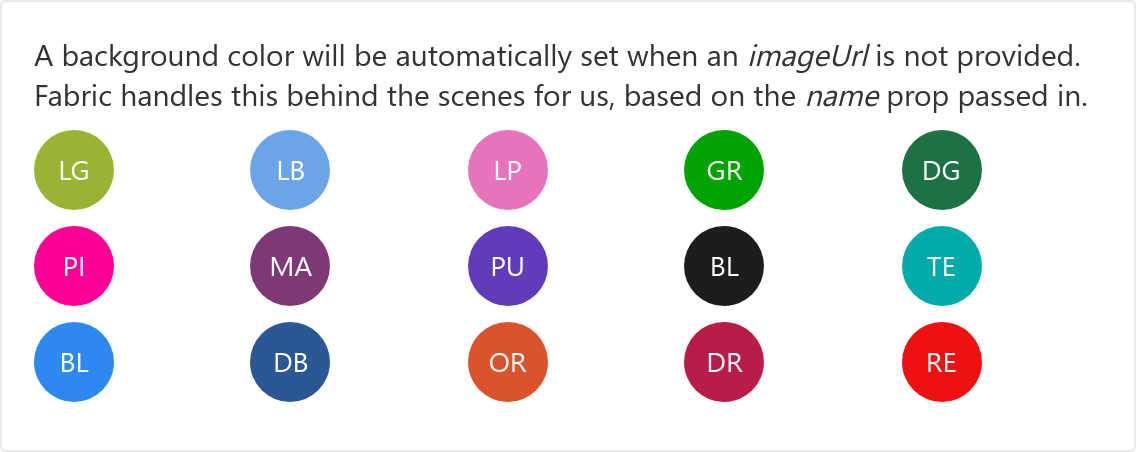 A background color will be automatically set when an imageUrl is not provided.
Fabric handles this behind the scenes for us, based on the name prop passed in.
LG LB LP GR DG
PI MA PU BL TE
BL DB OR DR RE